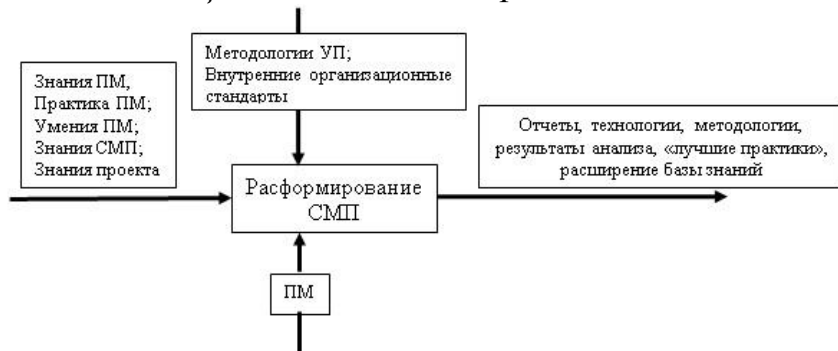 Методологии УП;
Внутренние организационные
стандарты
Знания ПМ,
Практика ПМ;
Умения ПМ;
Знания СМП;
Знания проекта
Отчеты, технологии, методологии,
результаты анализа, «лучшие практики»,
расширение базы знаний
Расформирование
СМП
ПМ